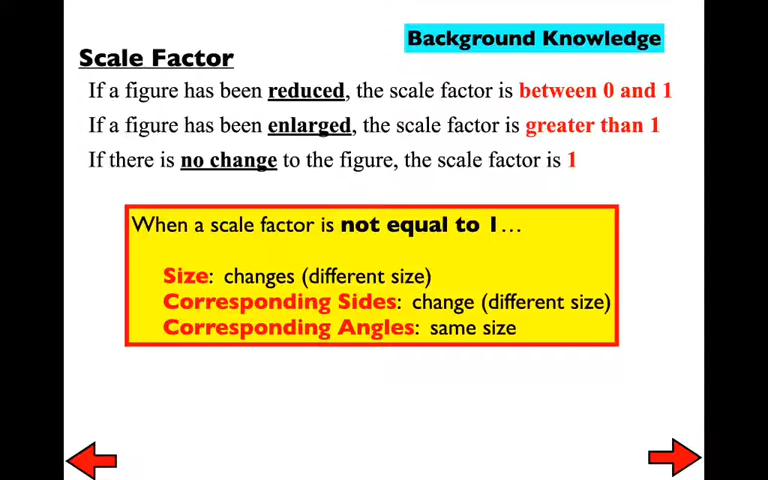 Background Knowledge
Scale Factor
If a figure has been reduced, the scale factor is between 0 and 1
If a figure has been enlarged, the scale factor is greater than 1
If there is no change to the figure, the scale factor is 1
When a scale factor is not equal to 1…
Size: changes (different size)
Corresponding Sides: change (different size)
Corresponding Angles: same size